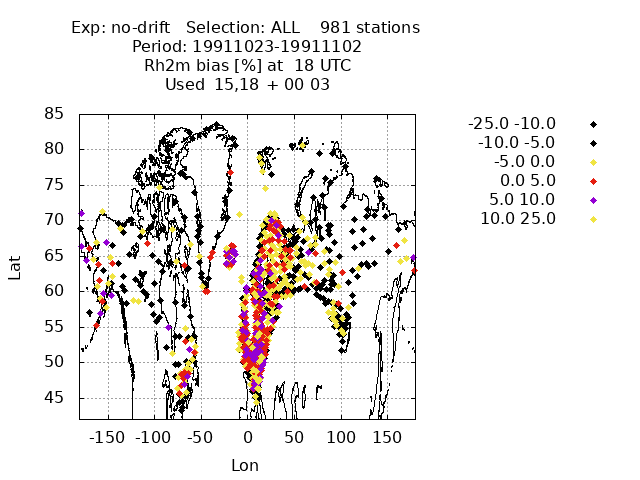 Exp: no-drift   Selection: ALL    981 stations
Period: 19911023-19911102
Rh2m bias [%] at  18 UTC
Used  15,18 + 00 03
85
80
75
70
65
60
55
50
45
Lat
-150 -100 -50 0 50 100 150
Lon
-25.0 -10.0
-10.0 -5.0
-5.0 0.0
0.0 5.0
5.0 10.0
10.0 25.0